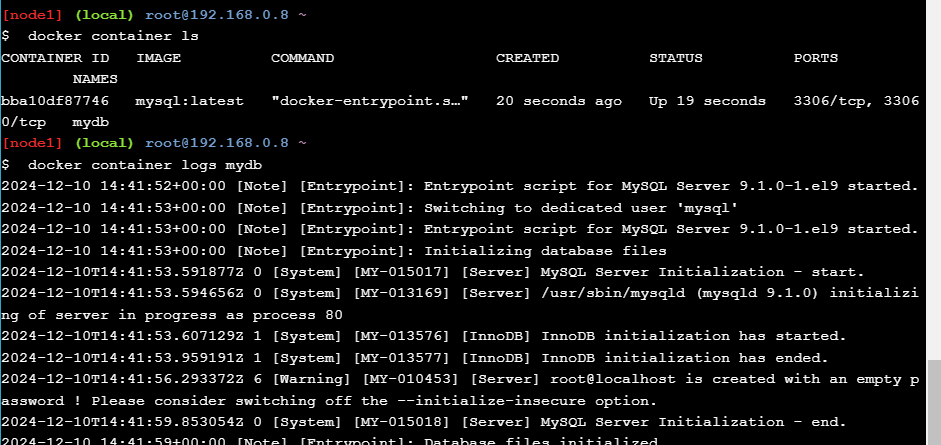 [node1] (local) root@192.168.0.8 ~
$  docker container ls
CONTAINER ID   IMAGE          COMMAND                  CREATED          STATUS          PORTS
        NAMES
bba10df87746   mysql:latest   "docker-entrypoint.s…"   20 seconds ago   Up 19 seconds   3306/tcp, 3306
0/tcp   mydb
[node1] (local) root@192.168.0.8 ~
$  docker container logs mydb
2024-12-10 14:41:52+00:00 [Note] [Entrypoint]: Entrypoint script for MySQL Server 9.1.0-1.el9 started.
2024-12-10 14:41:53+00:00 [Note] [Entrypoint]: Switching to dedicated user 'mysql'
2024-12-10 14:41:53+00:00 [Note] [Entrypoint]: Entrypoint script for MySQL Server 9.1.0-1.el9 started.
2024-12-10 14:41:53+00:00 [Note] [Entrypoint]: Initializing database files
2024-12-10T14:41:53.591877Z 0 [System] [MY-015017] [Server] MySQL Server Initialization - start.
2024-12-10T14:41:53.594656Z 0 [System] [MY-013169] [Server] /usr/sbin/mysqld (mysqld 9.1.0) initializi
ng of server in progress as process 80
2024-12-10T14:41:53.607129Z 1 [System] [MY-013576] [InnoDB] InnoDB initialization has started.
2024-12-10T14:41:53.959191Z 1 [System] [MY-013577] [InnoDB] InnoDB initialization has ended.
2024-12-10T14:41:56.293372Z 6 [Warning] [MY-010453] [Server] root@localhost is created with an empty p
assword ! Please consider switching off the --initialize-insecure option.
2024-12-10T14:41:59.853054Z 0 [System] [MY-015018] [Server] MySQL Server Initialization - end.
2024-12-10 14:41:59+00:00 [Note] [Entrypoint]: Database files initialized